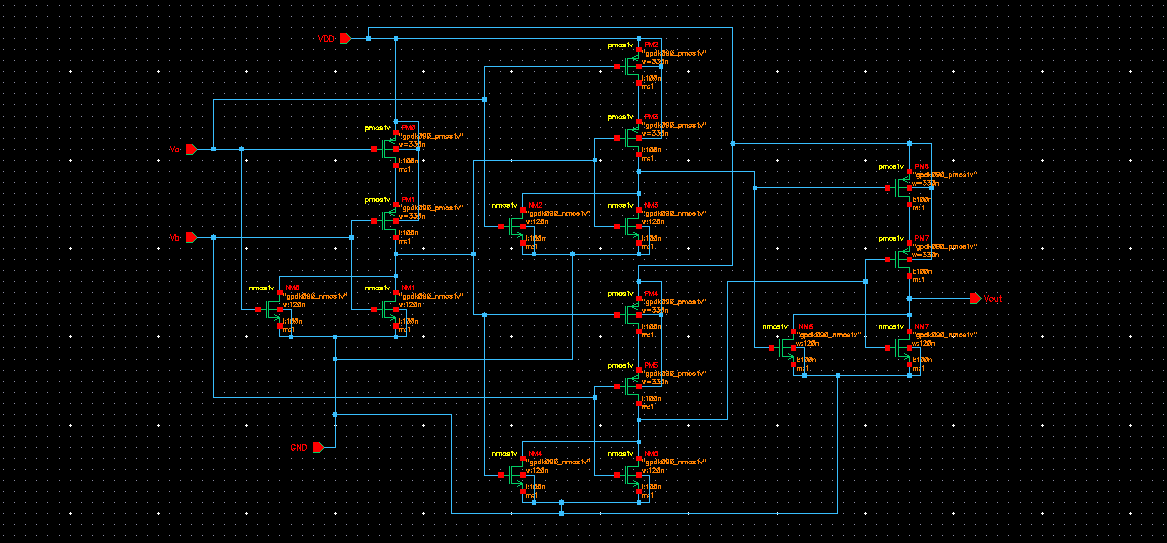 VDD
pmos1v
PM2
"gpdk090_pmos1v"
w=330n
l:100n
m:1
pmos1v
PM3
"gpdk090_pmos1v"
w=330n
l:100n
m:1
pmos1v
PM0
"gpdk090_pmos1v"
w=330n
l:100n
m:1
Va
pmos1v
PM6
"gpdk090_pmos1v"
w=330n
l:100n
m:1
pmos1v
PM1
"gpdk090_pmos1v"
w=330n
l:100n
m:1
nmos1v
NM2
"gpdk090_nmos1v"
w:120n
l:100n
m:1
nmos1v
NM3
"gpdk090_nmos1v"
w:120n
l:100n
m:1
Vb
pmos1v
PM7
"gpdk090_pmos1v"
w=330n
l:100n
m:1
nmos1v
NM0
"gpdk090_nmos1v"
w:120n
l:100n
m:1
nmos1v
NM1
"gpdk090_nmos1v"
w:120n
l:100n
m:1
pmos1v
PM4
"gpdk090_pmos1v"
w=330n
l:100n
m:1
Vout
nmos1v
NM6
"gpdk090_nmos1v"
w:120n
l:100n
m:1
nmos1v
NM7
"gpdk090_nmos1v"
w:120n
l:100n
m:1
pmos1v
PM5
"gpdk090_pmos1v"
w=330n
l:100n
m:1
GND
nmos1v
NM4
"gpdk090_nmos1v"
w:120n
l:100n
m:1
nmos1v
"gpdk090_nmos1v"
w:120n
l:100n
m:1